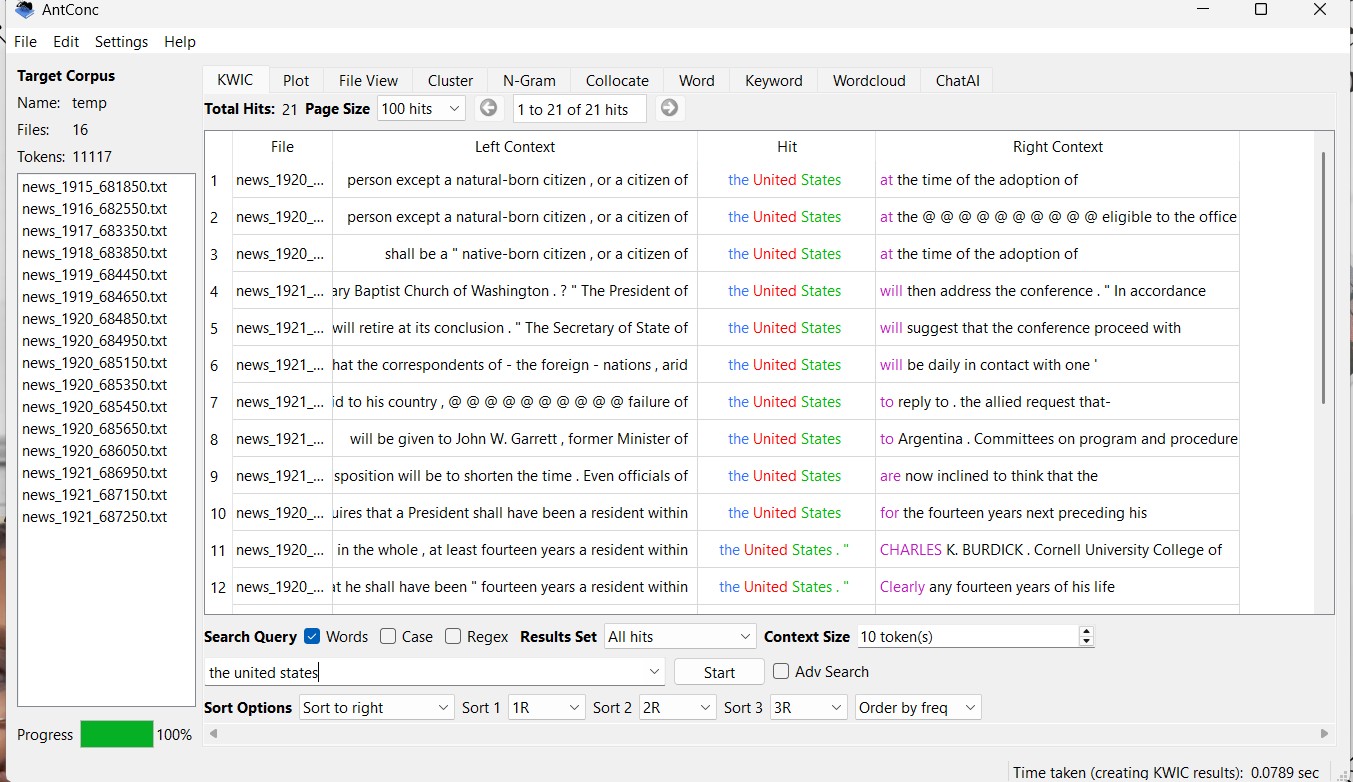 AntConc
File Edit Settings Help
Target Corpus
Name: temp
Files: 16
Tokens: 11117
news_1915_681850.txt
news_1916_682550.txt
news_1917_683350.txt
news_1918_683850.txt
news_1919_684450.txt
news_1919_684650.txt
news_1920_684850.txt
news_1920_684950.txt
news_1920_685150.txt
news_1920_685350.txt
news_1920_685450.txt
news_1920_685650.txt
news_1920_686050.txt
news_1921_686950.txt
news_1921_687150.txt
news_1921_687250.txt
Progress 100%
KWIC Plot File View Cluster N-Gram Collocate Word Keyword Wordcloud ChatAI
Total Hits: 21 Page Size 100 hits 1 to 21 of 21 hits
File Left Context Hit Right Context
1 news_1920_... person except a natural-born citizen , or a citizen of the United States at the time of the adoption of
2 news_1920_... person except a natural-born citizen , or a citizen of the United States at the @ @ @ @ @ @ @ @ @ @ eligible to the office
3 news_1920_... shall be a " native-born citizen , or a citizen of the United States at the time of the adoption of
4 news_1921_... ary Baptist Church of Washington . ? " The President of the United States will then address the conference . " In accordance
5 news_1921_... will retire at its conclusion . " The Secretary of State of the United States will suggest that the conference proceed with
6 news_1921_... hat the correspondents of - the foreign - nations , arid the United States will be daily in contact with one '
7 news_1921_... id to his country , @ @ @ @ @ @ @ @ @ @ failure of the United States to reply to . the allied request that-
8 news_1921_... will be given to John W. Garrett , former Minister of the United States to Argentina . Committees on program and procedure
9 news_1921_... sposition will be to shorten the time . Even officials of the United States are now inclined to think that the
10 news_1920_... uires that a President shall have been a resident within the United States for the fourteen years next preceding his
11 news_1920_... in the whole , at least fourteen years a resident within the United States . " CHARLES K. BURDICK . Cornell University College of
12 news_1920_... at he shall have been " fourteen years a resident within the United States . " Clearly any fourteen years of his life
Search Query Words Case Regex Results Set All hits Context Size 10 token(s)
the united states Start Adv Search
Sort Options Sort to right Sort 1 1R Sort 2 2R Sort 3 3R Order by freq
Time taken (creating KWIC results): 0.0789 sec